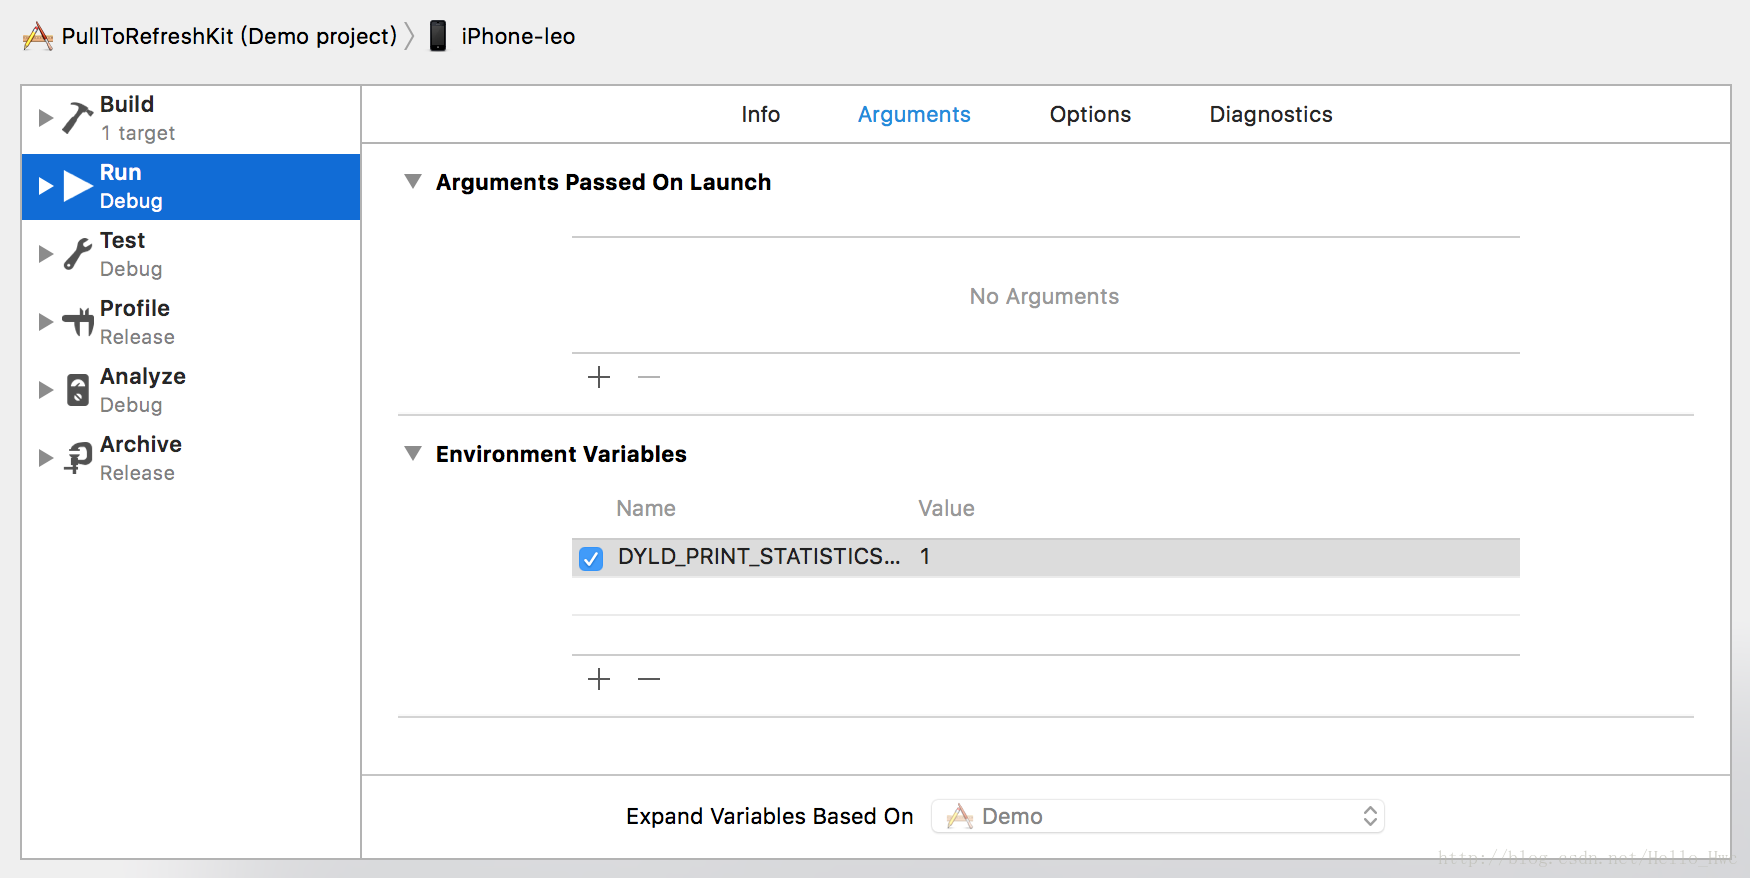 PullToRefreshKit (Demo project) iPhone-leo
Build
1 target
Run
Debug
Test
Debug
Profile
Release
Analyze
Debug
Archive
Release
Info Arguments Options Diagnostics
Arguments Passed On Launch
No Arguments
Environment Variables
Name Value
DYLD_PRINT_STATISTICS... 1
Expand Variables Based On Demo
http://blog.csdn.net/Hello_Hwc